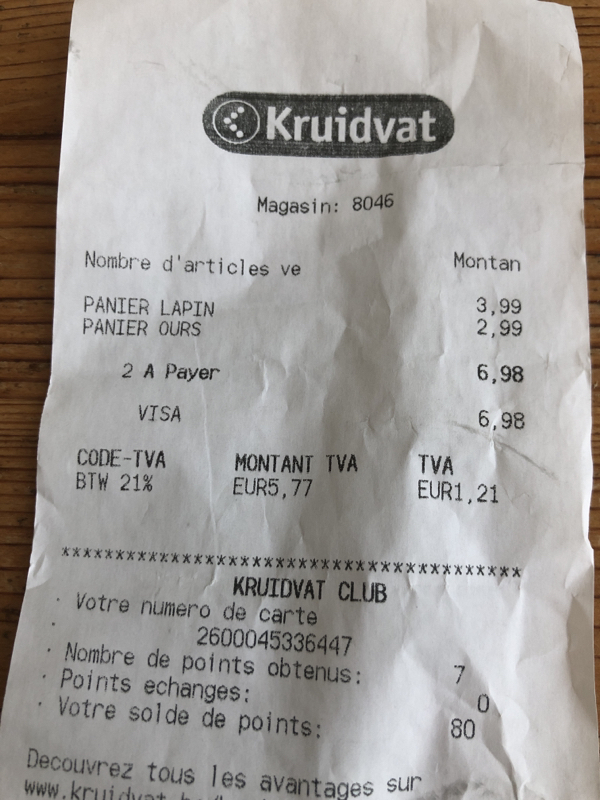 Kruidvat
Magasin: 8046
Nombre d'articles ve Montan
PANIER LAPIN 3,99
PANIER OURS 2,99
2 A Payer 6,98
VISA 6,98
CODE-TVA MONTANT TVA TVA
BTW 21% EUR5,77 EUR1,21
******************************************
KRUIDVAT CLUB
· Votre numero de carte
· 2600045336447
· Nombre de points obtenus: 7
· Points echanges: 0
· Votre solde de points: 80
Decouvrez tous les avantages sur